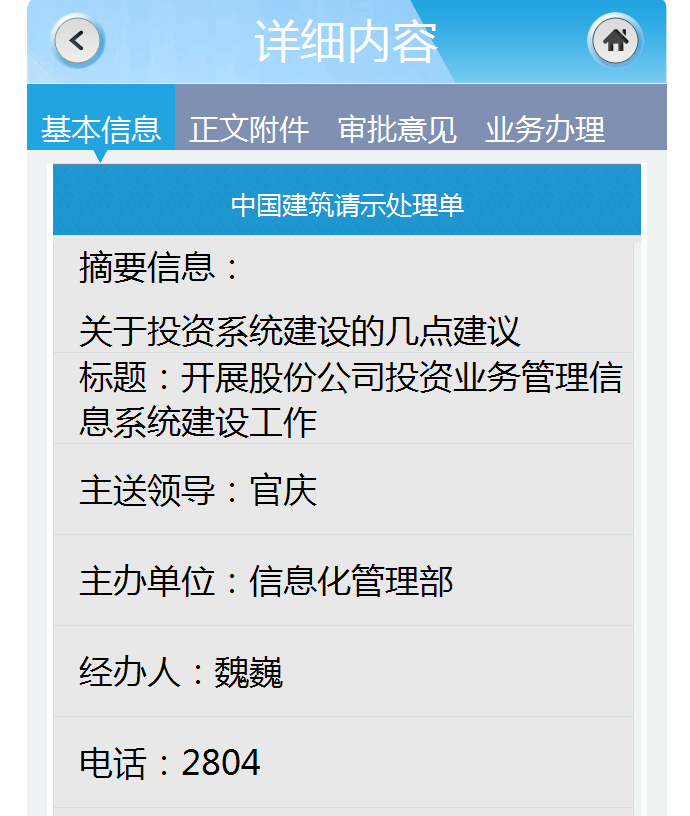 详细内容
基本信息 正文附件 审批意见 业务办理
中国建筑请示处理单
摘要信息：
关于投资系统建设的几点建议
标题：开展股份公司投资业务管理信
息系统建设工作
主送领导：官庆
主办单位：信息化管理部
经办人：魏巍
电话：2804